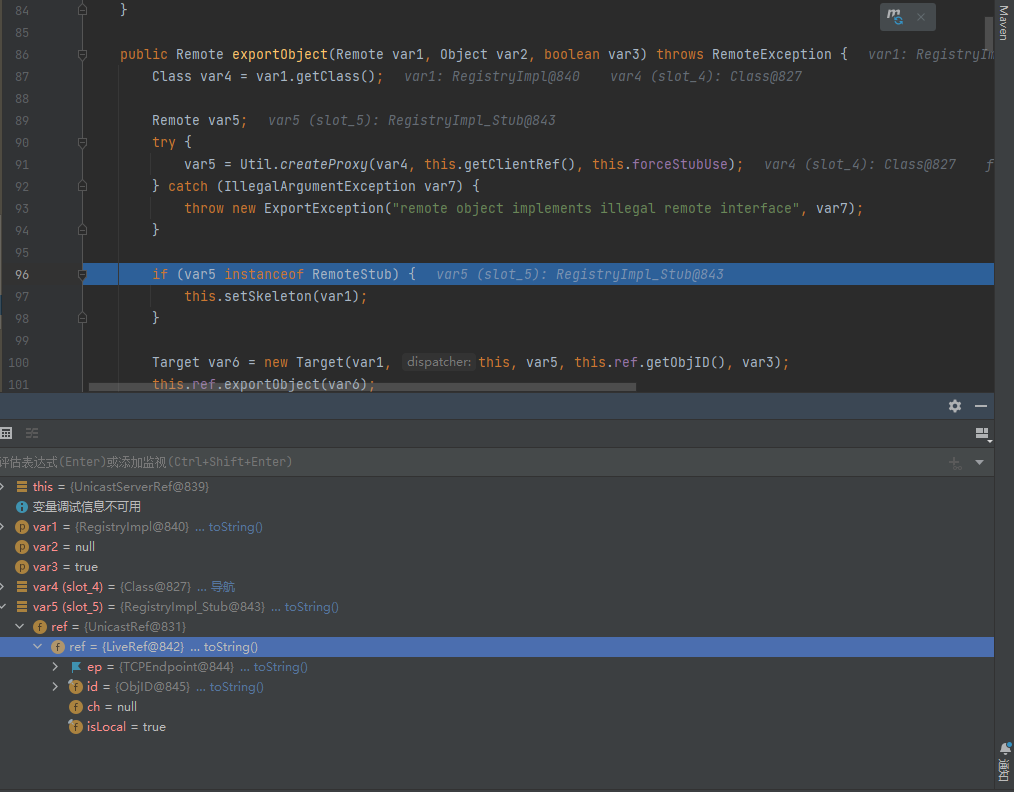 84 }
85
86 public Remote exportObject(Remote var1, Object var2, boolean var3) throws RemoteException { var1: RegistryIm
87 Class var4 = var1.getClass(); var1: RegistryImpl@840 var4 (slot_4): Class@827
88
89 Remote var5; var5 (slot_5): RegistryImpl_Stub@843
90 try {
91 var5 = Util.createProxy(var4, this.getClientRef(), this.forceStubUse); var4 (slot_4): Class@827 f
92 } catch (IllegalArgumentException var7) {
93 throw new ExportException("remote object implements illegal remote interface", var7);
94 }
95
96 if (var5 instanceof RemoteStub) { var5 (slot_5): RegistryImpl_Stub@843
97 this.setSkeleton(var1);
98 }
99
100 Target var6 = new Target(var1, dispatcher: this, var5, this.ref.getObjID(), var3);
101 this.ref.exportObject(var6);
Maven
评估表达式(Enter)或添加监视(Ctrl+Shift+Enter)
this = {UnicastServerRef@839}
变量调试信息不可用
var1 = {RegistryImpl@840} ... toString()
var2 = null
var3 = true
var4 (slot_4) = {Class@827} ... 导航
var5 (slot_5) = {RegistryImpl_Stub@843} ... toString()
ref = {UnicastRef@831}
ref = {LiveRef@842} ... toString()
ep = {TCPEndpoint@844} ... toString()
id = {ObjID@845} ... toString()
ch = null
isLocal = true
通知